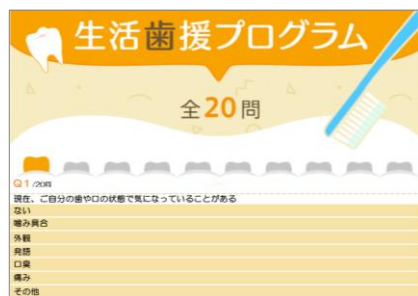 生活歯援プログラム
全20問
Q1 /20問
現在、ご自分の歯や口の状態で気になっていることがある
ない
噛み具合
外観
発語
口臭
痛み
その他